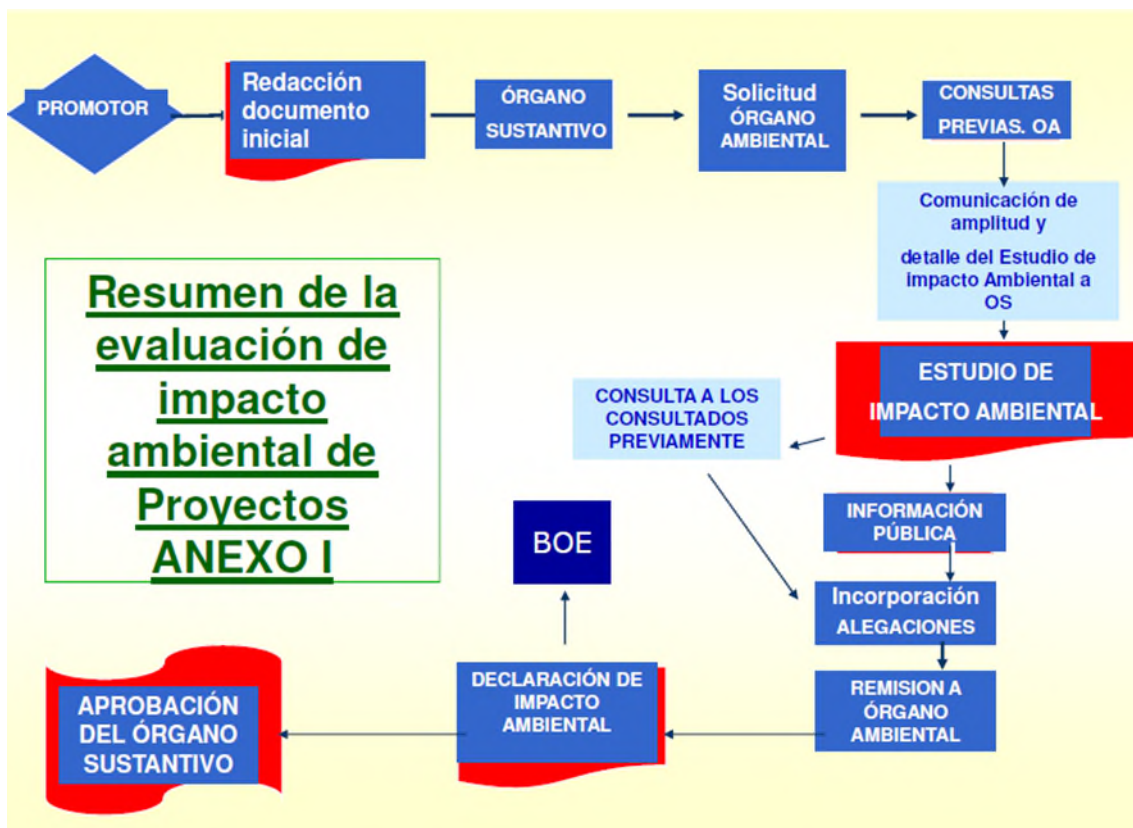 PROMOTOR
Redacción
documento
inicial
ÓRGANO
SUSTANTIVO
Solicitud
ÓRGANO
AMBIENTAL
CONSULTAS
PREVIAS. OA
Comunicación de
amplitud y
detalle del Estudio de
impacto Ambiental a
OS
Resumen de la
evaluación de
impacto
ambiental de
Proyectos
ANEXO I
ESTUDIO DE
IMPACTO AMBIENTAL
CONSULTA A LOS
CONSULTADOS
PREVIAMENTE
INFORMACIÓN
PÚBLICA
BOE
Incorporación
ALEGACIONES
REMISION A
ÓRGANO
AMBIENTAL
DECLARACIÓN DE
IMPACTO
AMBIENTAL
APROBACIÓN
DEL ÓRGANO
SUSTANTIVO